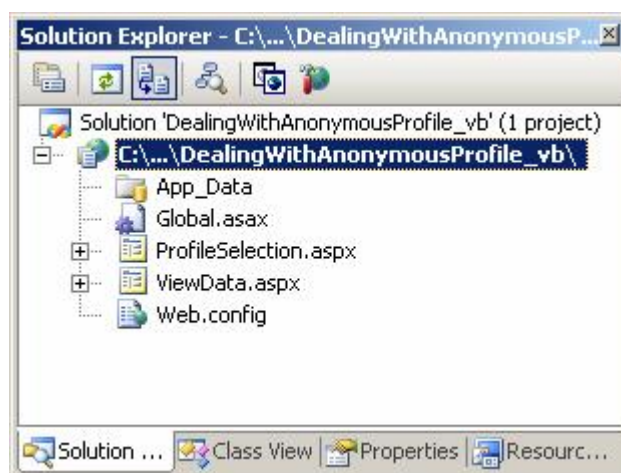 Solution Explorer - C:\...\DealingWithAnonymousP...
Solution 'DealingWithAnonymousProfile_vb' (1 project)
C:\...\DealingWithAnonymousProfile_vb\
App_Data
Global.asax
ProfileSelection.aspx
ViewData.aspx
Web.config
Solution ... Class View Properties Resourc...